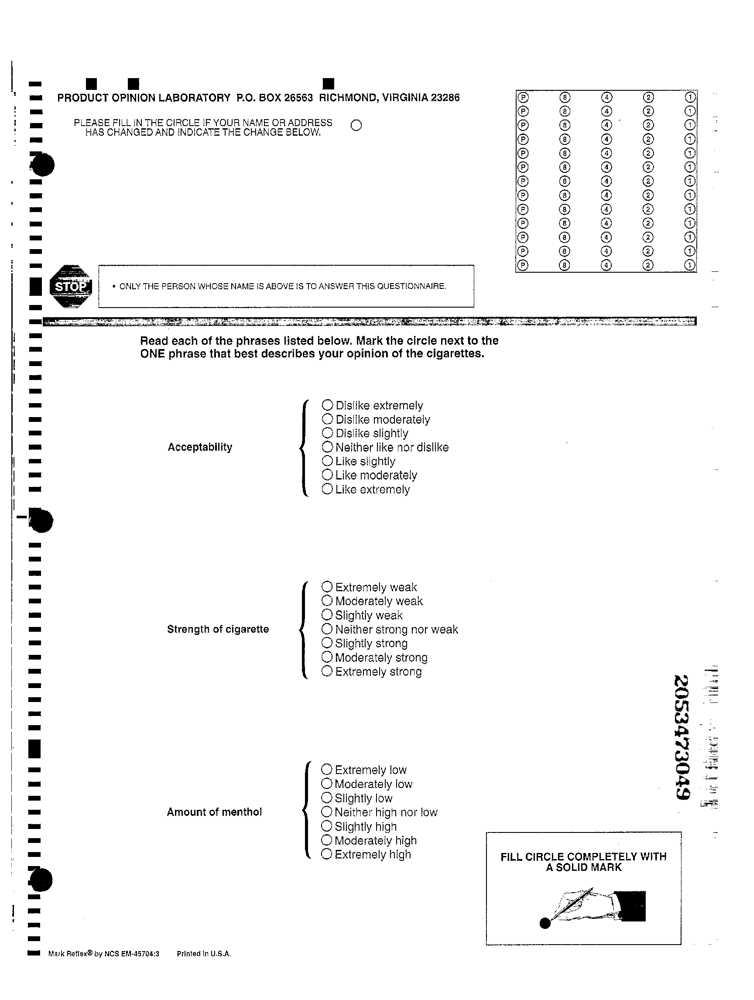 PRODUCT OPINION LABORATORY P.O. BOX 26563 RICHMOND, VIRGINIA 23286
PLEASE FILL IN THE CIRCLE IF YOUR NAME OR ADDRESS
HAS CHANGED AND INDICATE THE CHANGE BELOW.
P 8 4 2 1
P 8 4 2 1
P 8 4 2 1
P 8 4 2 1
P 8 4 2 1
P 8 4 2 1
P 8 4 2 1
P 8 4 2 1
P 8 4 2 1
P 8 4 2 1
P 8 4 2 1
P 8 4 2 1
P 8 4 2 1
STOP
• ONLY THE PERSON WHOSE NAME IS ABOVE IS TO ANSWER THIS QUESTIONNAIRE.
Read each of the phrases listed below. Mark the circle next to the
ONE phrase that best describes your opinion of the cigarettes.
Acceptability
Dislike extremely
Dislike moderately
Dislike slightly
Neither like nor dislike
Like slightly
Like moderately
Like extremely
Strength of cigarette
Extremely weak
Moderately weak
Slightly weak
Neither strong nor weak
Slightly strong
Moderately strong
Extremely strong
Amount of menthol
Extremely low
Moderately low
Slightly low
Neither high nor low
Slightly high
Moderately high
Extremely high
2053473049
FILL CIRCLE COMPLETELY WITH
A SOLID MARK
Mark Reflex® by NCS EM-45704:3 Printed in U.S.A.